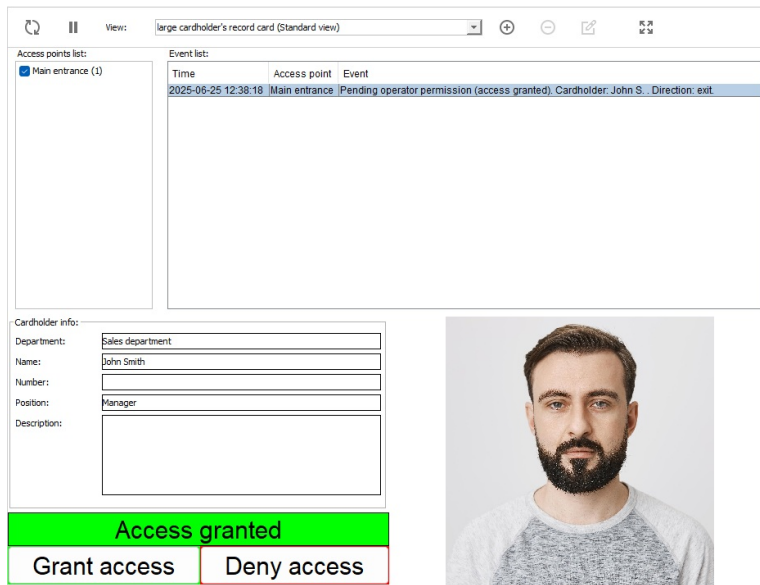 View: large cardholder's record card (Standard view)
Access points list:
Main entrance (1)
Event list:
Time Access point Event
2025-06-25 12:38:18 Main entrance Pending operator permission (access granted). Cardholder: John S. . Direction: exit.
Cardholder info:
Department: Sales department
Name: John Smith
Number:
Position: Manager
Description:
Access granted
Grant access Deny access